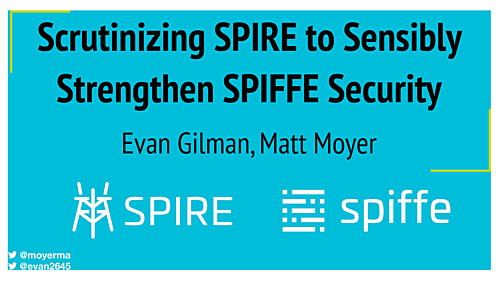 Scrutinizing SPIRE to Sensibly
Strengthen SPIFFE Security
Evan Gilman, Matt Moyer
SPIRE
spiffe
@moyerma
@evan2645